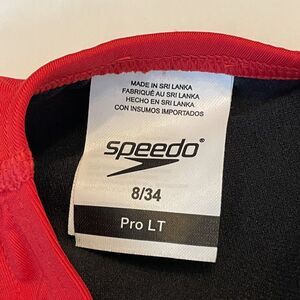 MADE IN SRI LANKA
FABRIQUÉ AU SRI LANKA
HECHO EN SRI LANKA
CON INSUMOS IMPORTADOS
speedo®
8/34
Pro LT